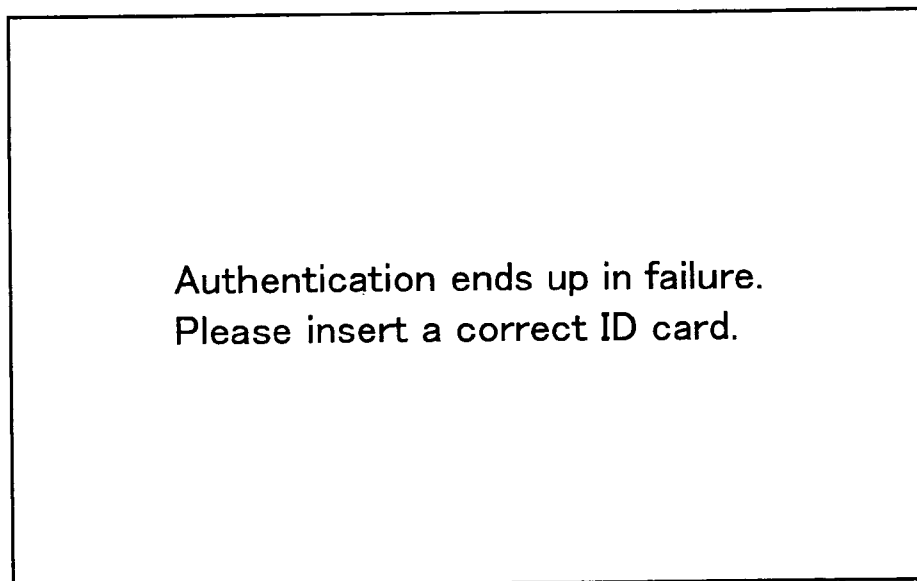 Authentication ends up in failure.
Please insert a correct ID card.